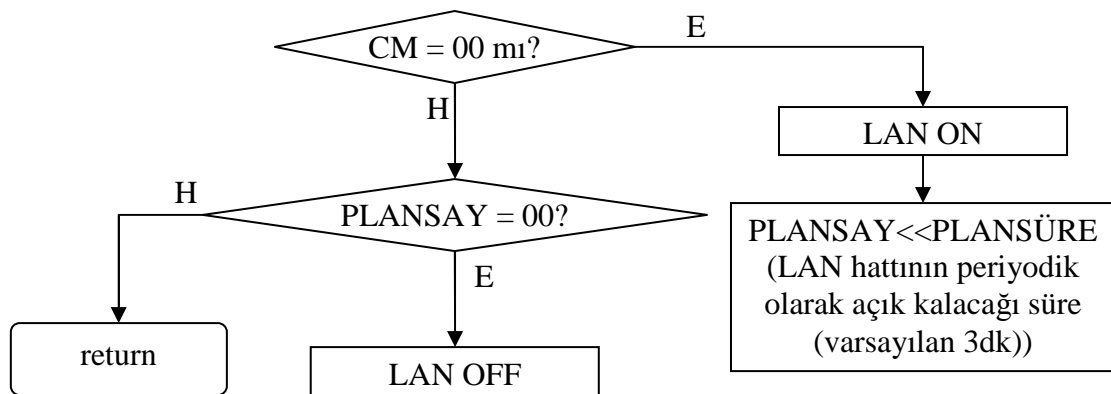 CM = 00 mı?
E
H
LAN ON
H
PLANSAY = 00?
PLANSAY<<PLANSÜRE
(LAN hattının periyodik
olarak açık kalacağı süre
(varsayılan 3dk))
E
return
LAN OFF